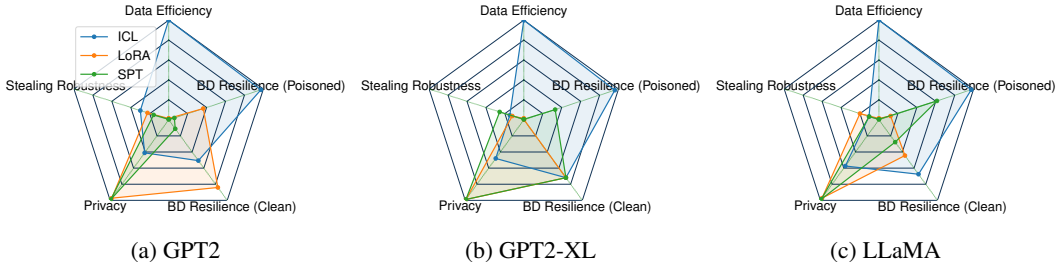 Data Efficiency
ICL
LoRA
SPT
Stealing Robustness
BD Resilience (Poisoned)
Privacy
BD Resilience (Clean)
(a) GPT2
Data Efficiency
Stealing Robustness
BD Resilience (Poisoned)
Privacy
BD Resilience (Clean)
(b) GPT2-XL
Data Efficiency
Stealing Robustness
BD Resilience (Poisoned)
Privacy
BD Resilience (Clean)
(c) LLaMA